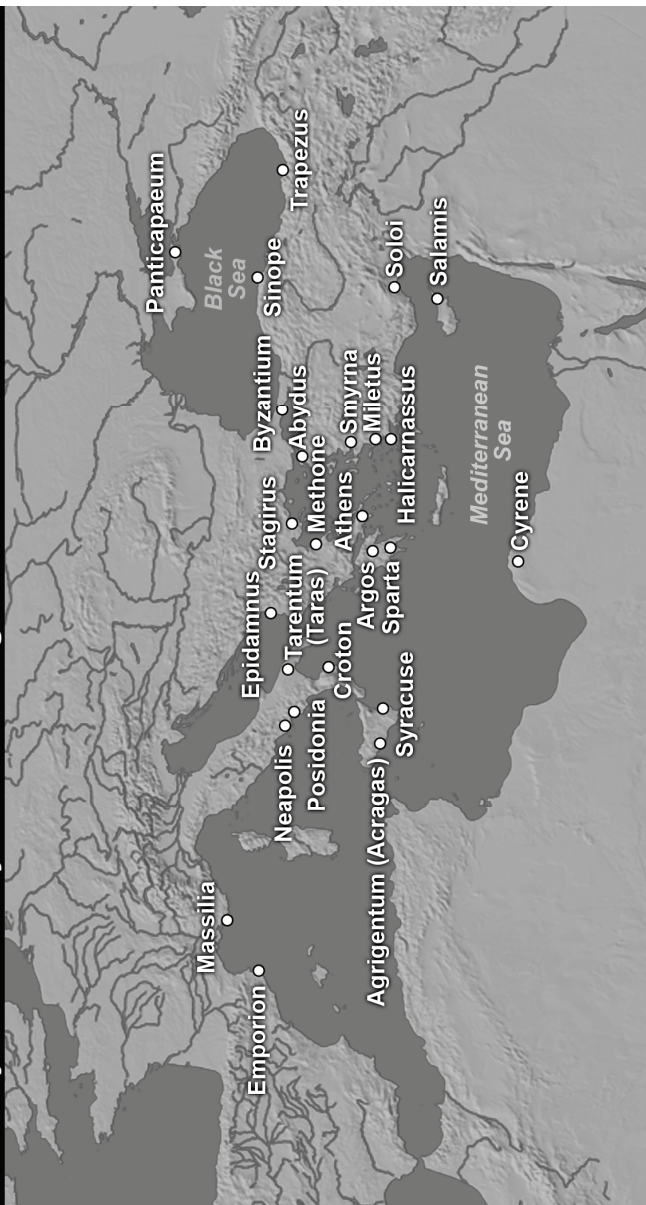 Panticapaeum
Black
Sea
Trapezus
Sinope
Byzantium
Abydus
Stagirus
Methone
Epidamnus
Tarentum
(Taras)
Croton
Neapolis
Posidonia
Massilia
Emporion
Agrigentum (Acragas)
Syracuse
Argos
Sparta
Athens
Smyrna
Miletus
Halicarnassus
Soloi
Salamis
Mediterranean
Sea
Cyrene